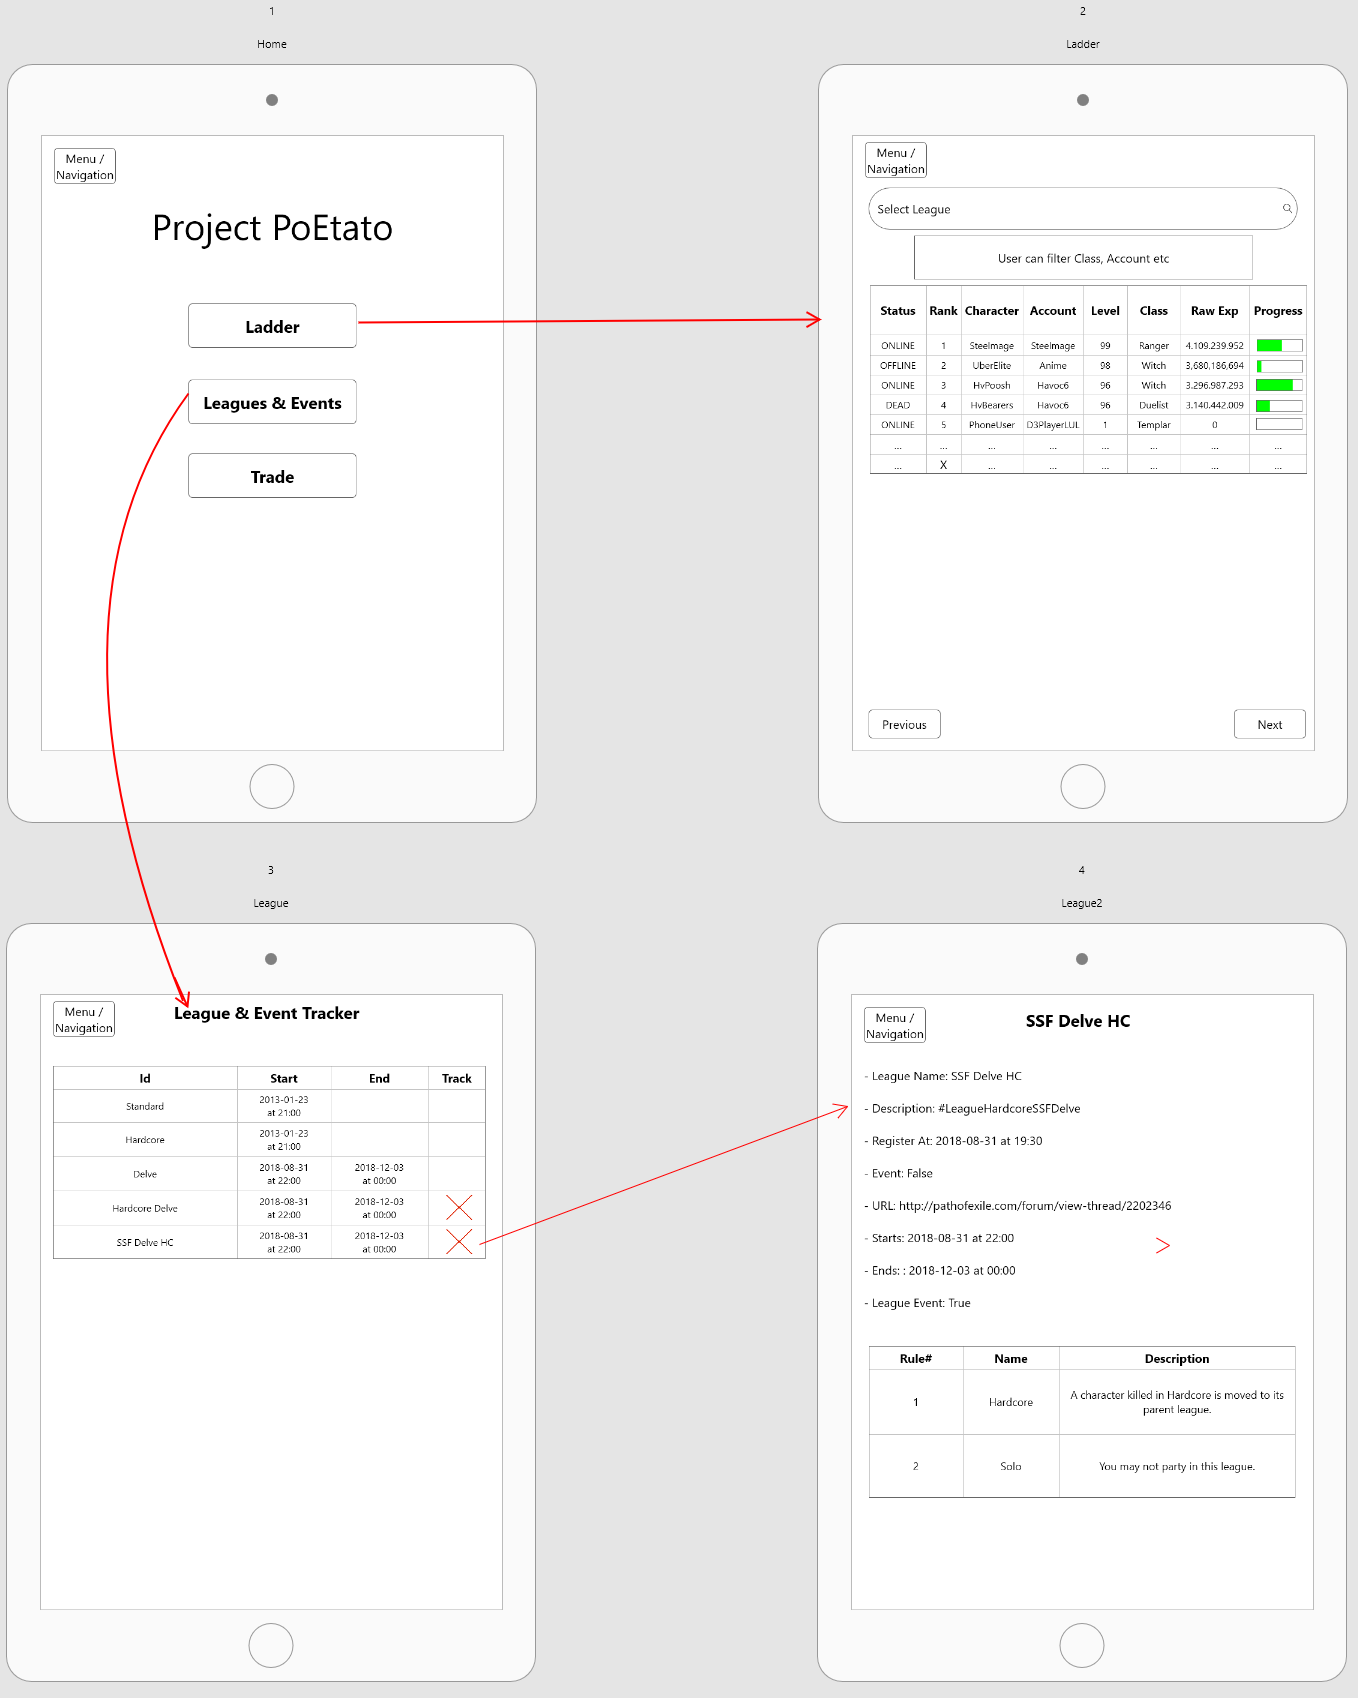 1
Home
Menu /
Navigation
Project PoEtato
Ladder
Leagues & Events
Trade
2
Ladder
Menu /
Navigation
Select League
User can filter Class, Account etc
Status Rank Character Account Level Class Raw Exp Progress
ONLINE 1 Steelmage Steelmage 99 Ranger 4.109.239.952
OFFLINE 2 UberElite Anime 98 Witch 3,680,186,694
ONLINE 3 HvPoosh Havoc6 96 Witch 3.296.987.293
DEAD 4 HvBearers Havoc6 96 Duelist 3.140.442.009
ONLINE 5 PhoneUser D3PlayerLUL 1 Templar 0
... ... ... ... ... ... ... ...
... X ... ... ... ... ... ...
Previous Next
3
League
Menu /
Navigation
League & Event Tracker
Id Start End Track
Standard 2013-01-23
at 21:00
Hardcore 2013-01-23
at 21:00
Delve 2018-08-31 2018-12-03
at 22:00 at 00:00
Hardcore Delve 2018-08-31 2018-12-03
at 22:00 at 00:00
SSF Delve HC 2018-08-31 2018-12-03
at 22:00 at 00:00
4
League2
Menu /
Navigation
SSF Delve HC
- League Name: SSF Delve HC
- Description: #LeagueHardcoreSSFDelve
- Register At: 2018-08-31 at 19:30
- Event: False
- URL: http://pathofexile.com/forum/view-thread/2202346
- Starts: 2018-08-31 at 22:00
- Ends: : 2018-12-03 at 00:00
- League Event: True
Rule# Name Description
1 Hardcore A character killed in Hardcore is moved to its
parent league.
2 Solo You may not party in this league.